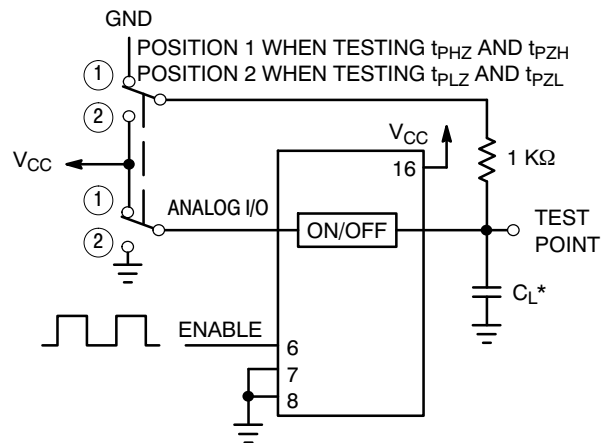 GND
POSITION 1 WHEN TESTING tPHZ AND tPZH
1 POSITION 2 WHEN TESTING tPLZ AND tPZL
2
VCC
VCC
16
1 KΩ
1
ANALOG I/O
ON/OFF
TEST
POINT
2
CL*
ENABLE
6
7
8